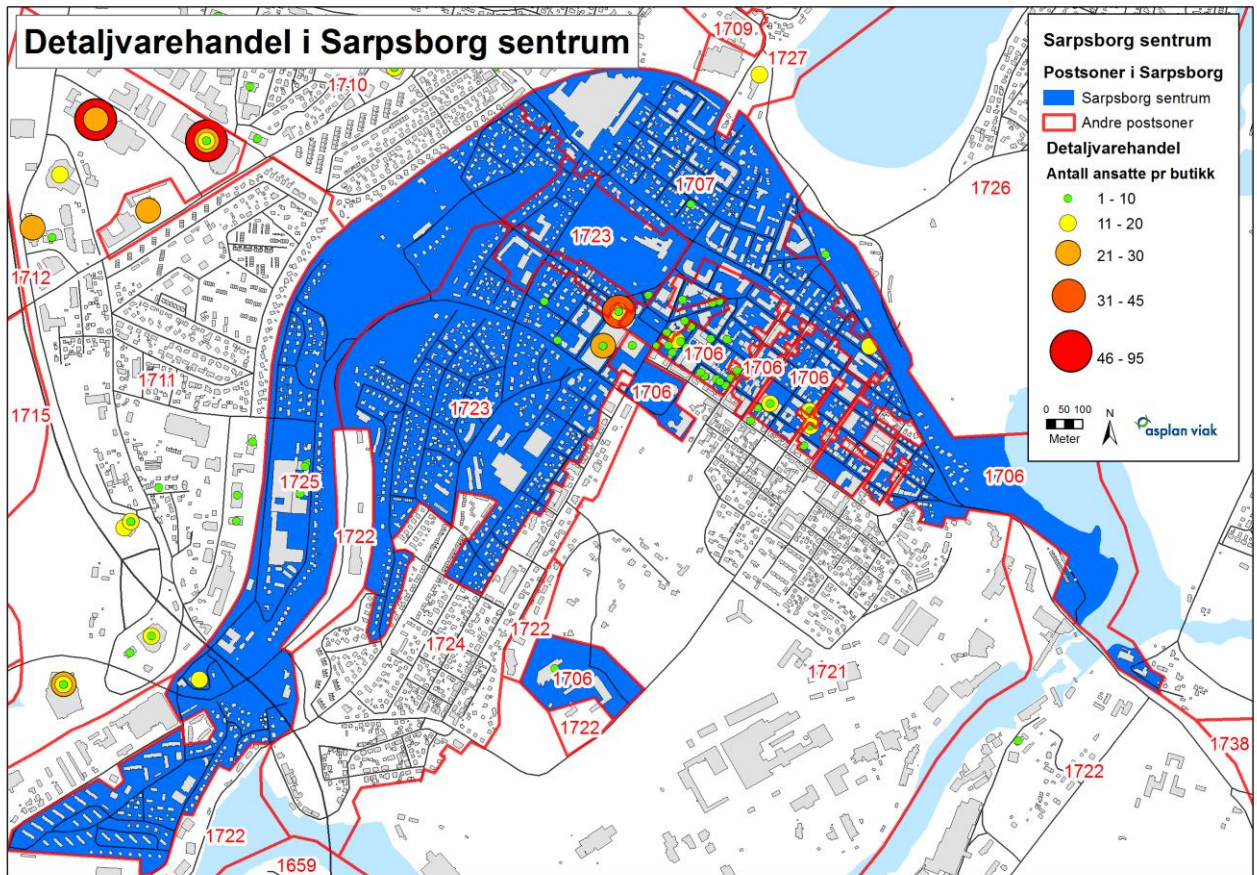 Detaljvarehandel i Sarpsborg sentrum
Sarpsborg sentrum
Postsoner i Sarpsborg
Sarpsborg sentrum
Andre postsoner
Detaljvarehandel
Antall ansatte pr butikk
1 - 10
11 - 20
21 - 30
31 - 45
46 - 95
0 50 100
Meter
N
asplan viak
1709
1727
1710
1726
1707
1723
1712
1706
1706
1706
1711
1706
1715
1723
1725
1706
1722
1724
1722
1706
1721
1722
1738
1722
1722
1659